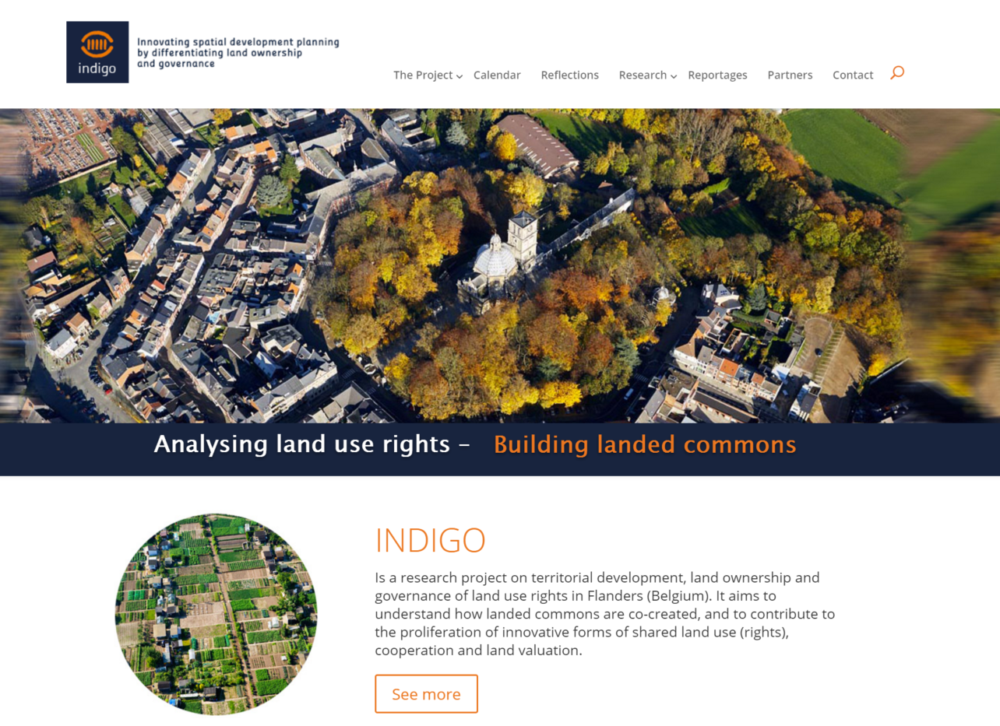 indigo
Innovating spatial development planning
by differentiating land ownership
and governance
The Project
Calendar
Reflections
Research
Reportages
Partners
Contact
Analysing land use rights – Building landed commons
INDIGO
Is a research project on territorial development, land ownership and
governance of land use rights in Flanders (Belgium). It aims to
understand how landed commons are co-created, and to contribute to
the proliferation of innovative forms of shared land use (rights),
cooperation and land valuation.
See more